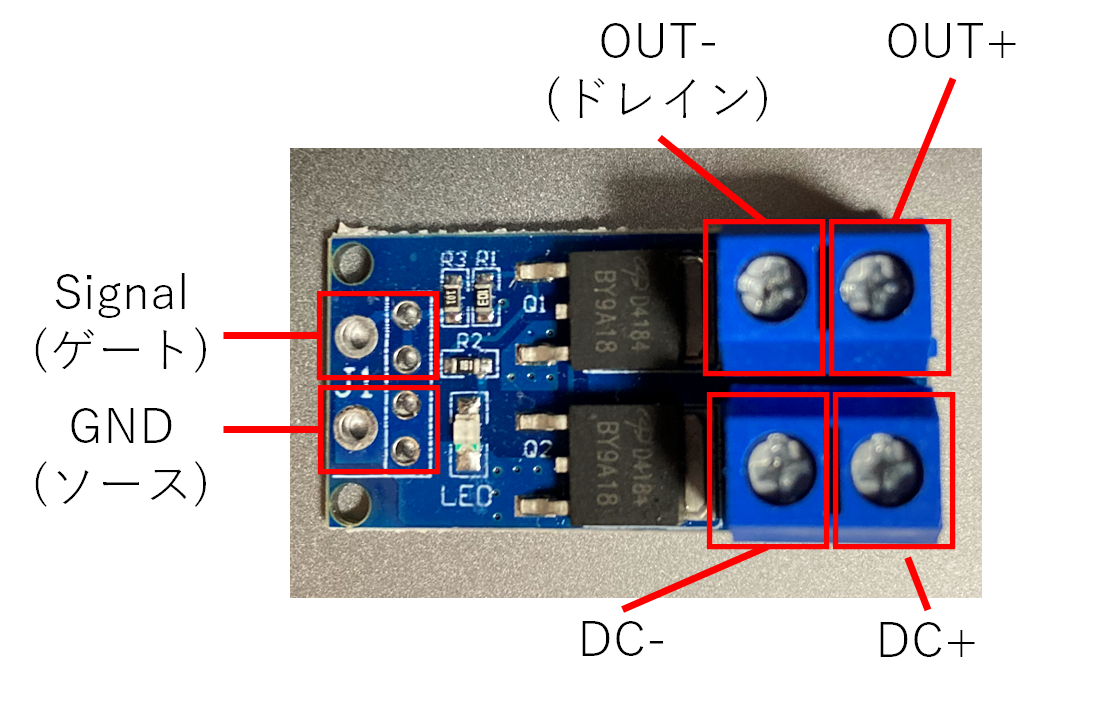 OUT-
(ドレイン)
OUT+
Signal
(ゲート)
GND
(ソース)
R3 R1
101
R2
J1
Q1
D4184
BY9A18
Q2
D4184
BY9A18
LED
DC-
DC+